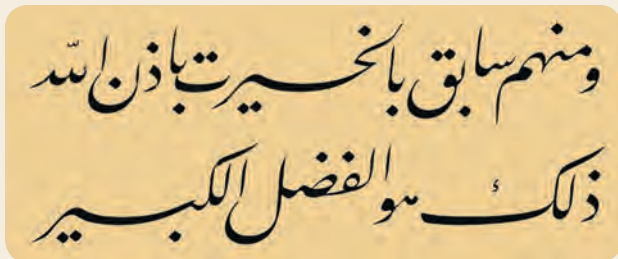 ومنهم سابق بالخيرت باذن الله
ذلك هو الفضل الكبير